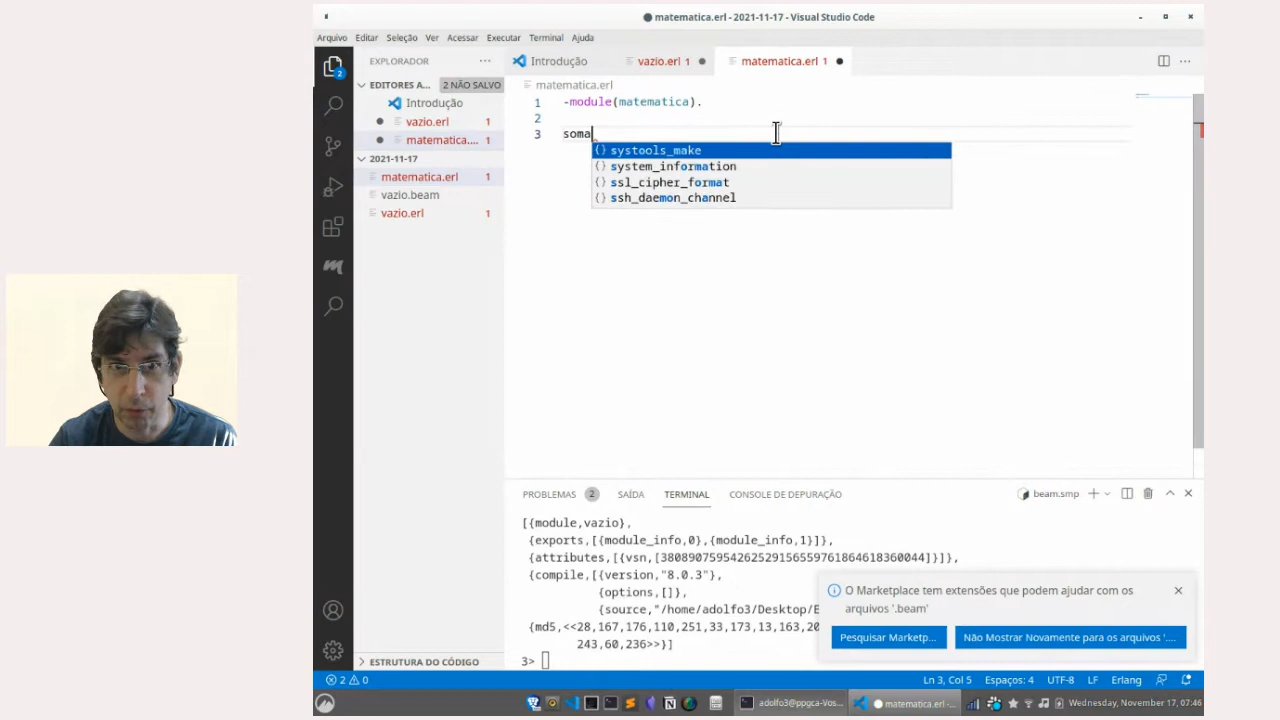 matematica.erl - 2021-11-17 - Visual Studio Code
Arquivo Editar Seleção Ver Acessar Executar Terminal Ajuda
EXPLORADOR
Introdução
vazio.erl 1
matematica.erl 1
EDITORES A... 2 NÃO SALVO
matematica.erl
Introdução
1 -module(matematica).
vazio.erl 1
2
matematica.... 1
3 soma
2021-11-17
systools_make
system_information
matematica.erl 1
ssl_cipher_format
vazio.beam
ssh_daemon_channel
vazio.erl 1
2
PROBLEMAS 2 SAÍDA TERMINAL CONSOLE DE DEPURAÇÃO
beam.smp
[{module,vazio},
{exports,[{module_info,0},{module_info,1}]},
{attributes,[{vsn,[380890759542625291565597618646183600​44]}]},
{compile,[{version,"8.0.3"},
{options,[]},
{source,"/home/adolfo3/Desktop/E
{md5,<<28,167,176,110,251,33,173,13,163,20
243,60,236>>}]
3>
O Marketplace tem extensões que podem ajudar com os
arquivos '.beam'
Pesquisar Marketp...
Não Mostrar Novamente para os arquivos '....
ESTRUTURA DO CÓDIGO
2 0
Ln 3, Col 5 Espaços: 4 UTF-8 LF Erlang
adolfo3@ppgca-Vos...
matematica.erl -...
Wednesday, November 17, 07:46